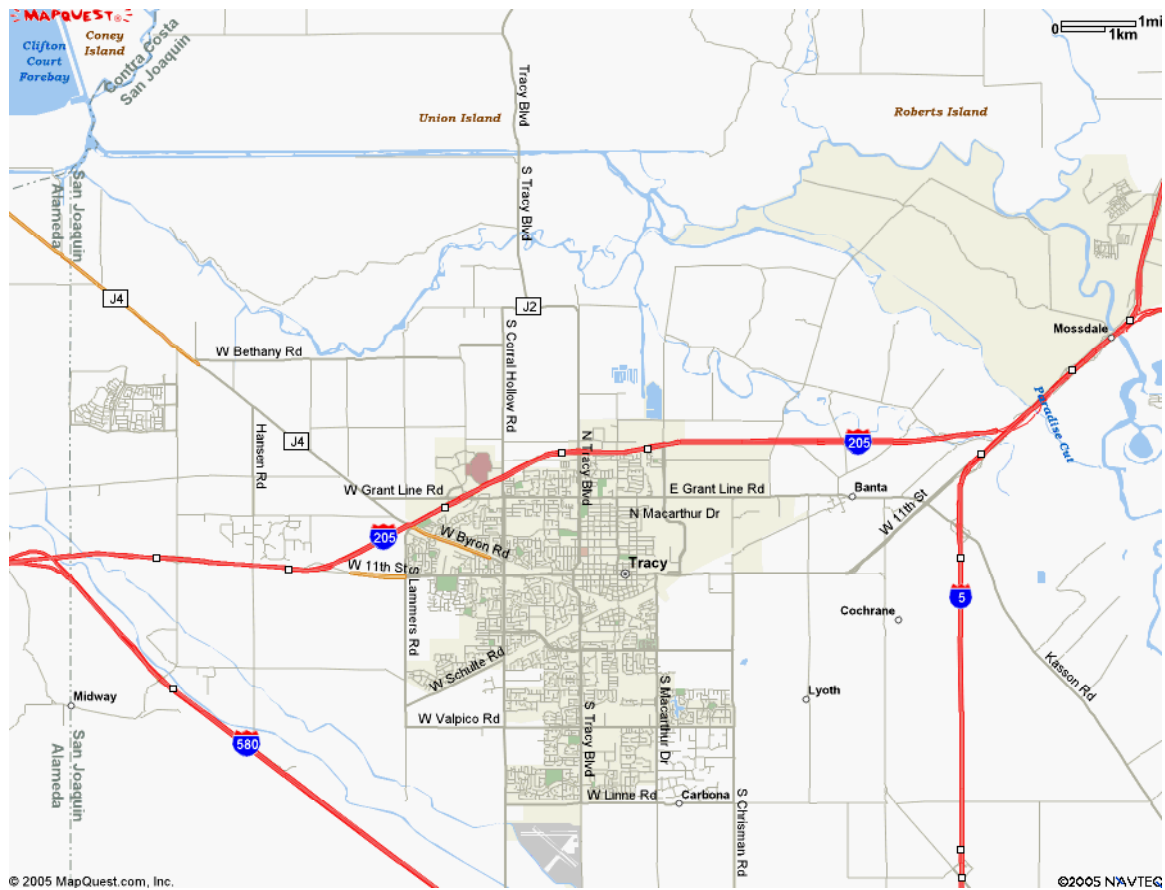 MAPQUEST
Clifton
Court
Forebay
Coney
Island
Contra Costa
San Joaquin
0
1mi
1km
Tracy Blvd
Union Island
Roberts Island
San Joaquin
Alameda
S Tracy Blvd
J4
J2
Mossdale
W Bethany Rd
S Corral Hollow Rd
Paradise Cut
Hansen Rd
J4
N Tracy Blvd
205
W Grant Line Rd
E Grant Line Rd
Banta
N Macarthur Dr
W 11th St
205
W Byron Rd
W 11th St
Tracy
S Lammers Rd
5
Cochrane
Kasson Rd
W Schulte Rd
Midway
S Macarthur Dr
Lyoth
W Valpico Rd
S Tracy Blvd
580
San Joaquin
Alameda
W Linne Rd
Carbona
S Chrisman Rd
© 2005 MapQuest.com, Inc.
©2005 NAVTEQ